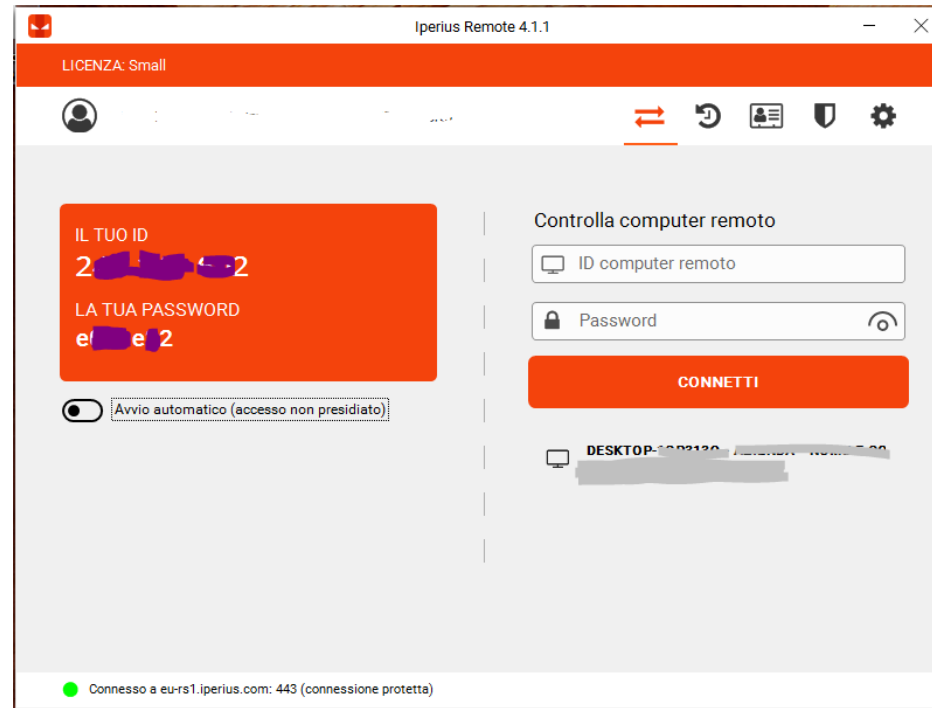 Iperius Remote 4.1.1
LICENZA: Small
IL TUO ID
LA TUA PASSWORD
Avvio automatico (accesso non presidiato)
Controlla computer remoto
ID computer remoto
Password
CONNETTI
Connesso a eu-rs1.iperius.com: 443 (connessione protetta)